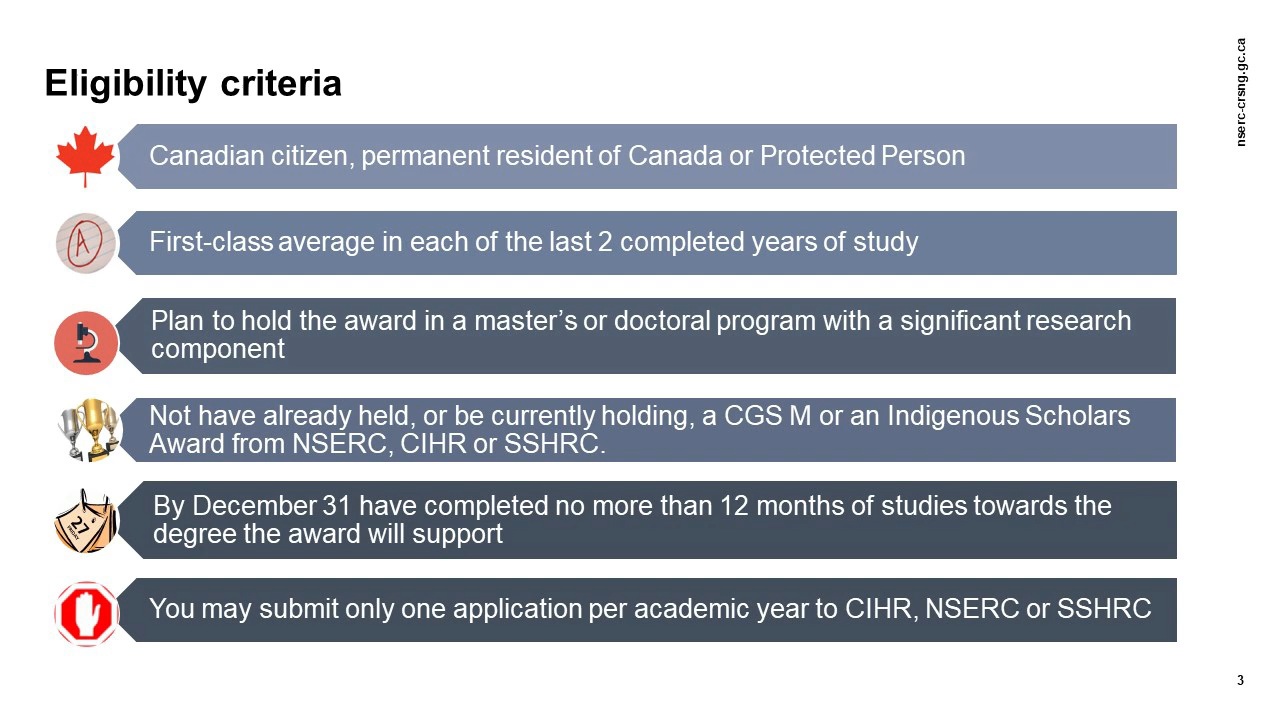 nserc-crsng.gc.ca
Eligibility criteria
Canadian citizen, permanent resident of Canada or Protected Person
A
First-class average in each of the last 2 completed years of study
Plan to hold the award in a master’s or doctoral program with a significant research
component
Not have already held, or be currently holding, a CGS M or an Indigenous Scholars
Award from NSERC, CIHR or SSHRC.
27
FRIDAY
By December 31 have completed no more than 12 months of studies towards the
degree the award will support
You may submit only one application per academic year to CIHR, NSERC or SSHRC
3